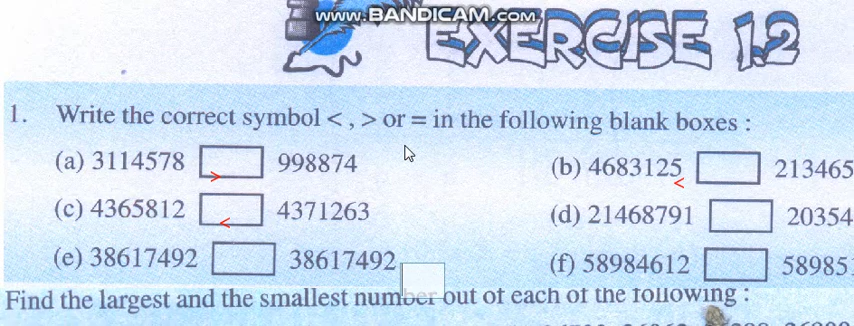 www.BANDICAM.com
EXERCISE 1.2
1. Write the correct symbol < , > or = in the following blank boxes :
(a) 3114578 > 998874 (b) 4683125 < 213465
(c) 4365812 < 4371263 (d) 21468791 20354
(e) 38617492 38617492 (f) 58984612 58985
Find the largest and the smallest number out of each of the following :